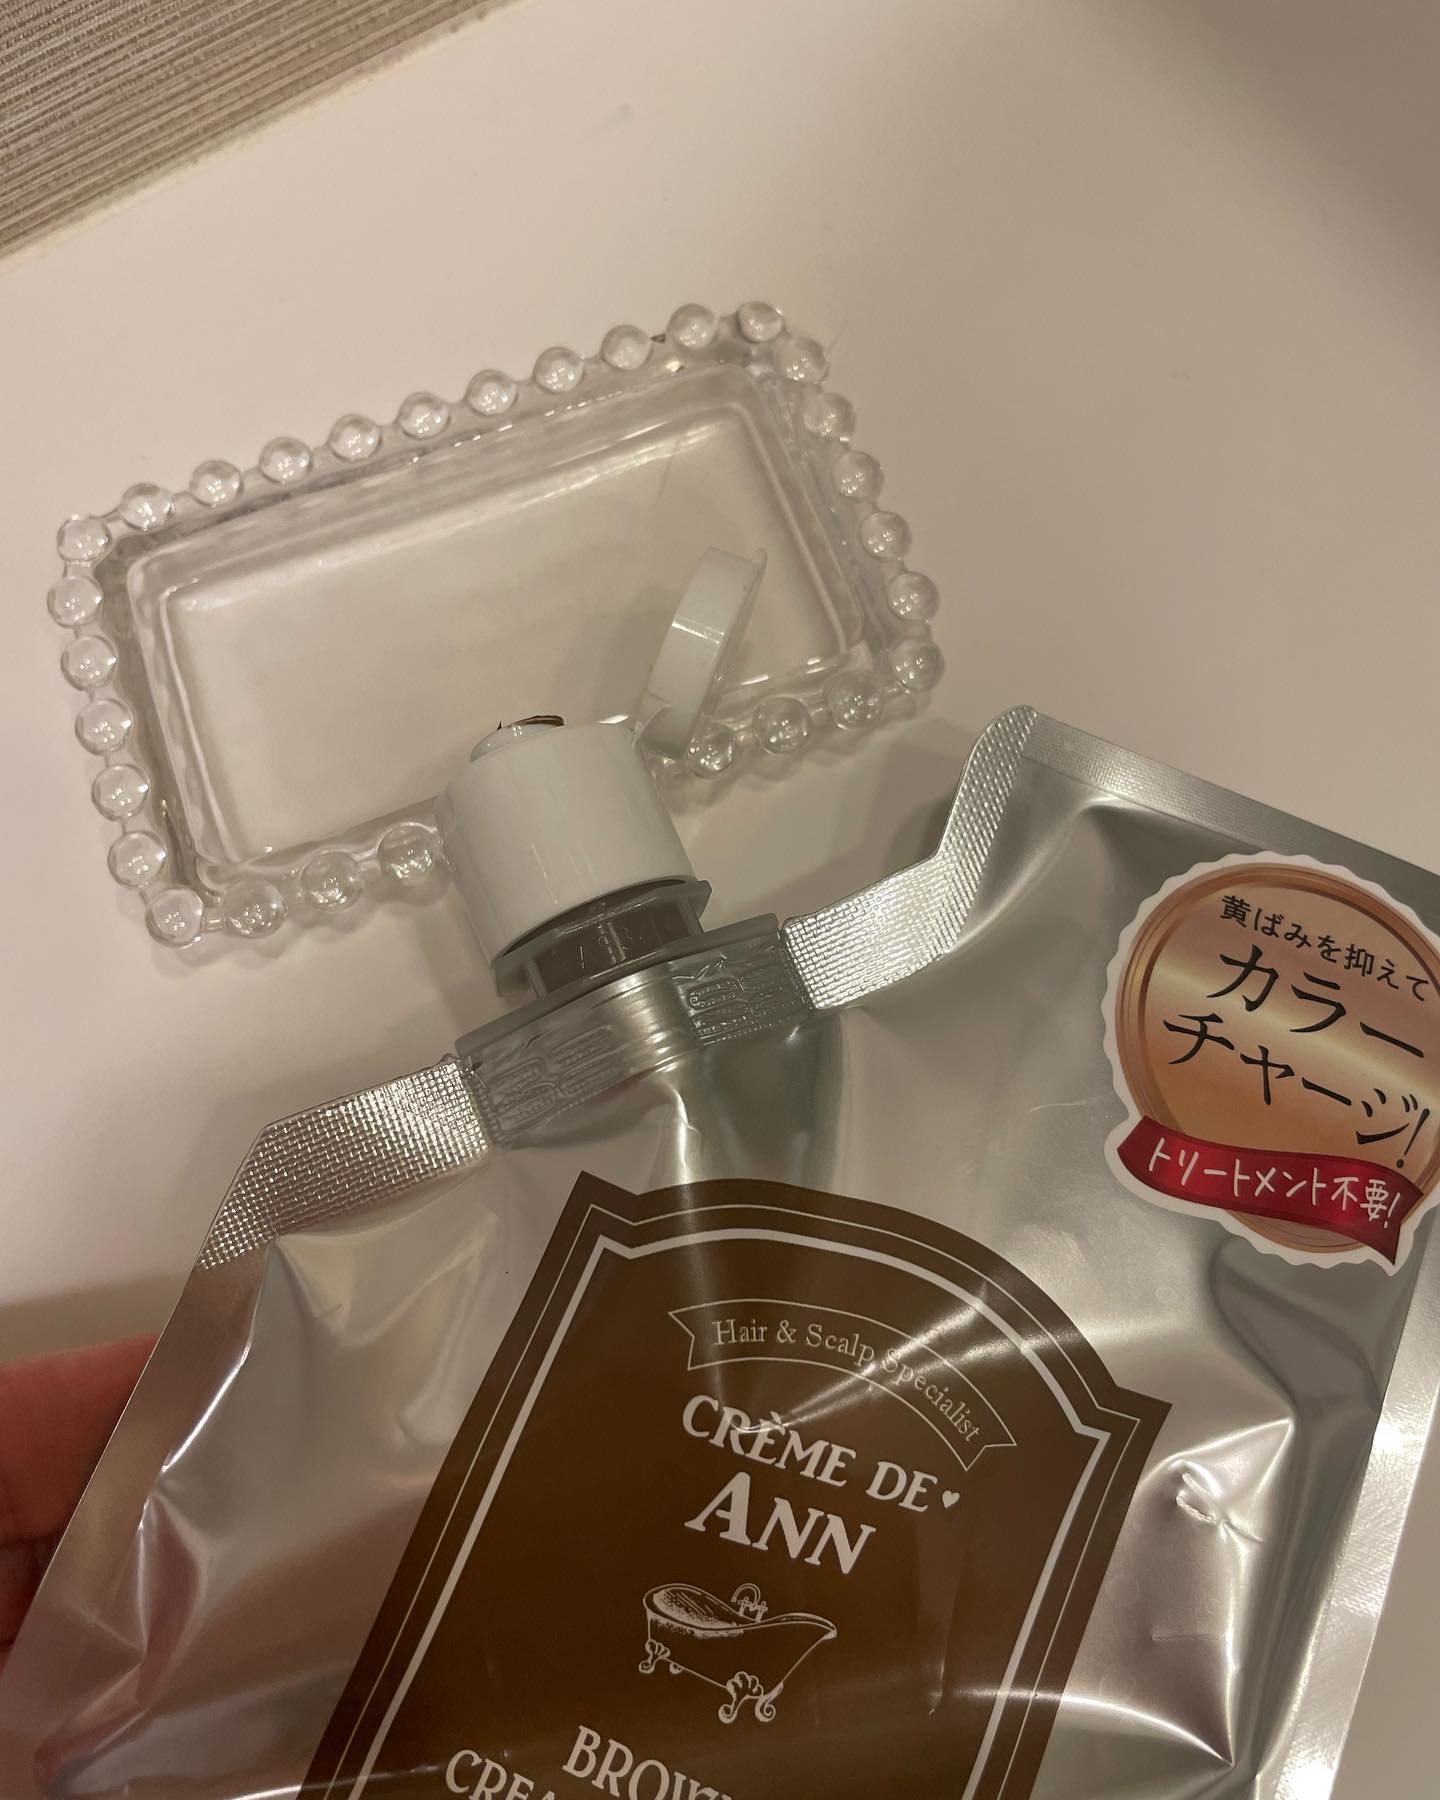 黄ばみを抑えて
カラー
チャージ!
トリートメント不要!
Hair & Scalp Specialist
CRÈME DE♥
ANN